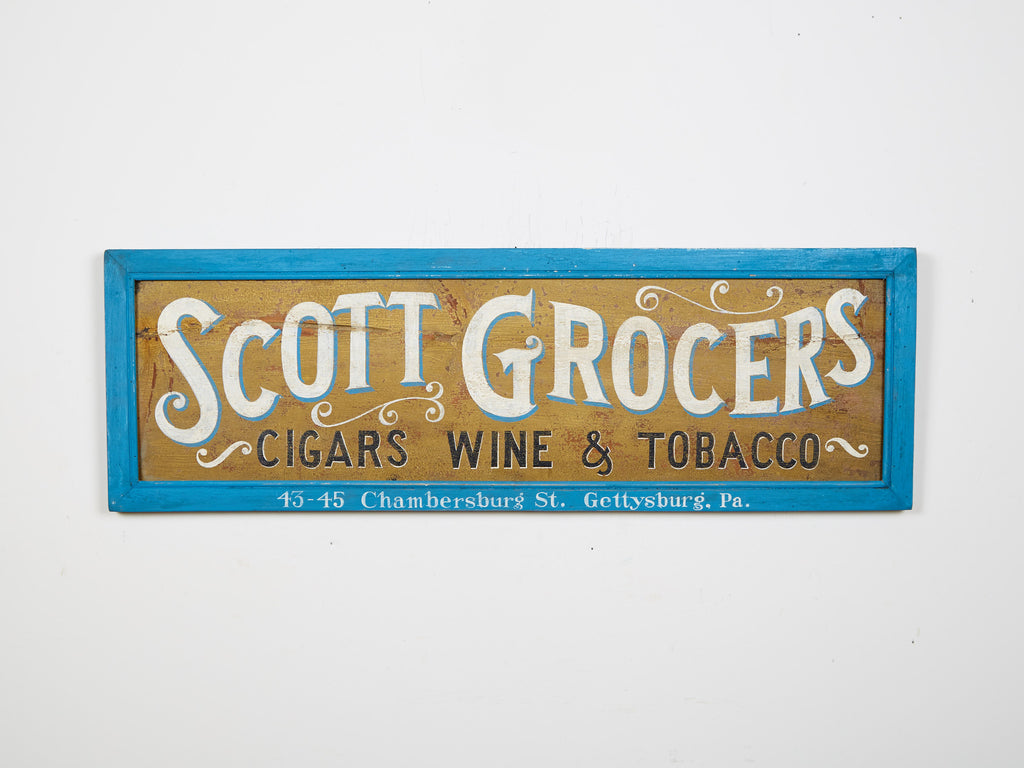 SCOTT GROCERS
CIGARS WINE & TOBACCO
43-45 Chambersburg St. Gettysburg, Pa.